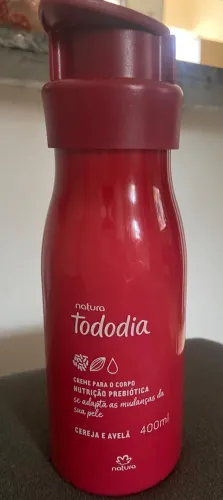 natura
Tododia
CREME PARA O CORPO
NUTRIÇÃO PREBIÓTICA
se adapta às mudanças da
sua pele
CEREJA E AVELÃ 400ml
natura